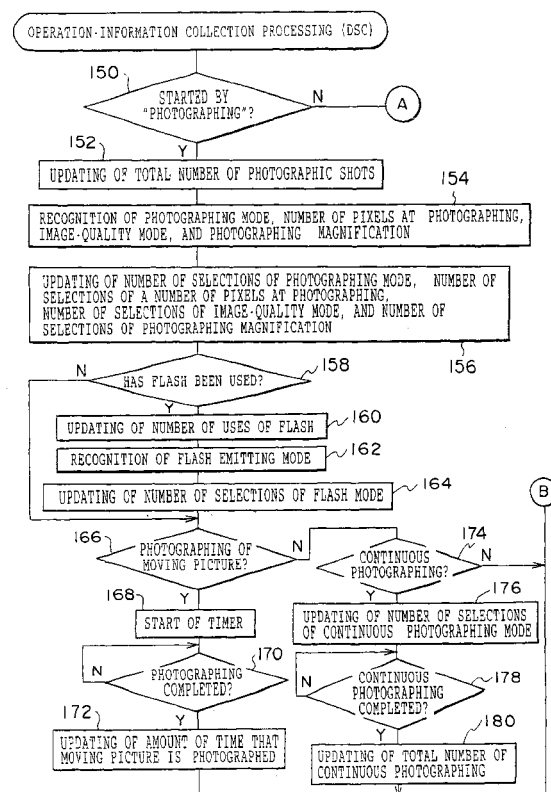 OPERATION-INFORMATION COLLECTION PROCESSING (DSC)
150
STARTED BY
"PHOTOGRAPHING"?
N
A
Y
152
UPDATING OF TOTAL NUMBER OF PHOTOGRAPHIC SHOTS
154
RECOGNITION OF PHOTOGRAPHING MODE, NUMBER OF PIXELS AT PHOTOGRAPHING,
IMAGE-QUALITY MODE, AND PHOTOGRAPHING MAGNIFICATION
UPDATING OF NUMBER OF SELECTIONS OF PHOTOGRAPHING MODE, NUMBER OF
SELECTIONS OF A NUMBER OF PIXELS AT PHOTOGRAPHING,
NUMBER OF SELECTIONS OF IMAGE-QUALITY MODE, AND NUMBER OF
SELECTIONS OF PHOTOGRAPHING MAGNIFICATION
156
N
HAS FLASH BEEN USED?
158
Y
UPDATING OF NUMBER OF USES OF FLASH
160
RECOGNITION OF FLASH EMITTING MODE
162
UPDATING OF NUMBER OF SELECTIONS OF FLASH MODE
164
B
166
PHOTOGRAPHING OF
MOVING PICTURE?
N
Y
168
START OF TIMER
170
N
PHOTOGRAPHING
COMPLETED?
Y
172
UPDATING OF AMOUNT OF TIME THAT
MOVING PICTURE IS PHOTOGRAPHED
174
CONTINUOUS
PHOTOGRAPHING?
N
Y
176
UPDATING OF NUMBER OF SELECTIONS
OF CONTINUOUS PHOTOGRAPHING MODE
178
N
CONTINUOUS
PHOTOGRAPHING
COMPLETED?
Y
180
UPDATING OF TOTAL NUMBER OF
CONTINUOUS PHOTOGRAPHING